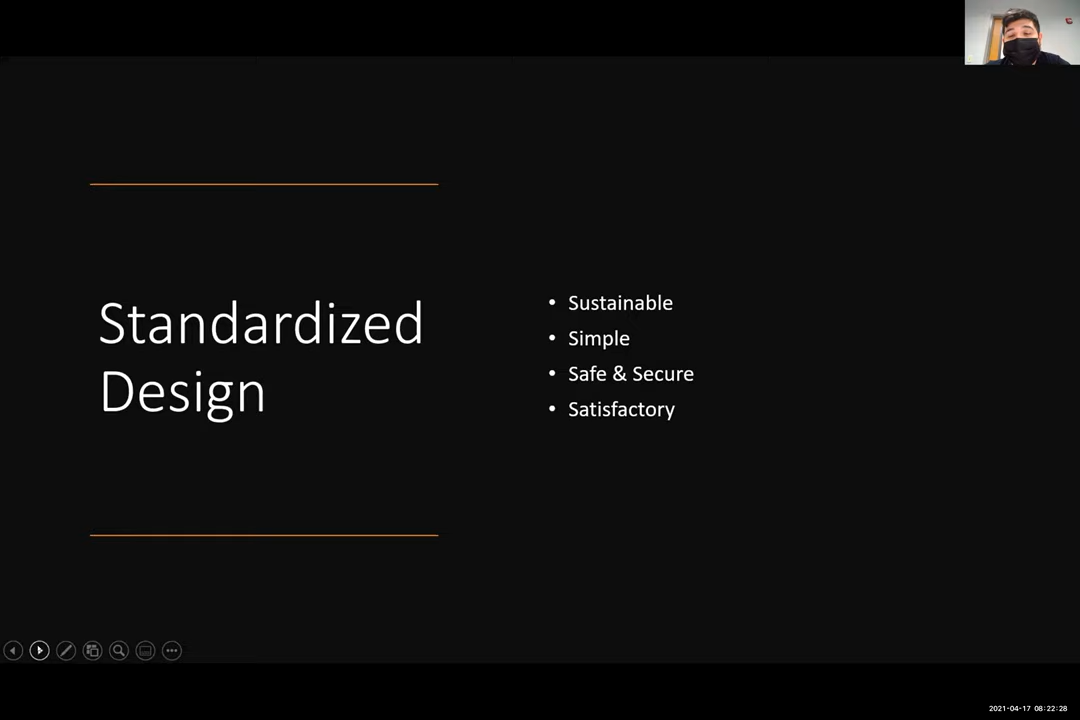 Standardized
Design
• Sustainable
• Simple
• Safe & Secure
• Satisfactory
2021-04-17 08:22:28